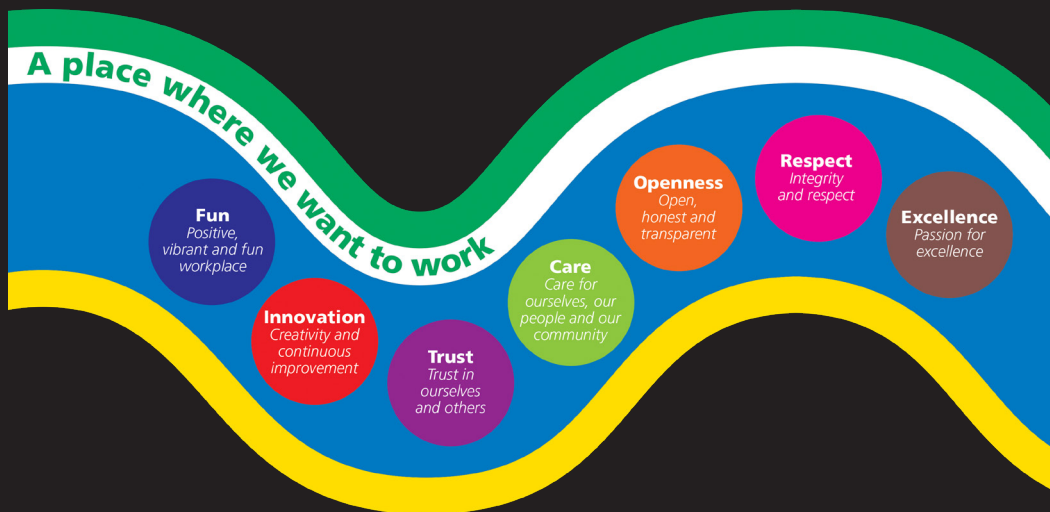 A place where we want to work
Fun
Positive,
vibrant and fun
workplace
Innovation
Creativity and
continuous
improvement
Trust
Trust in
ourselves
and others
Care
Care for
ourselves, our
people and our
community
Openness
Open,
honest and
transparent
Respect
Integrity
and respect
Excellence
Passion for
excellence